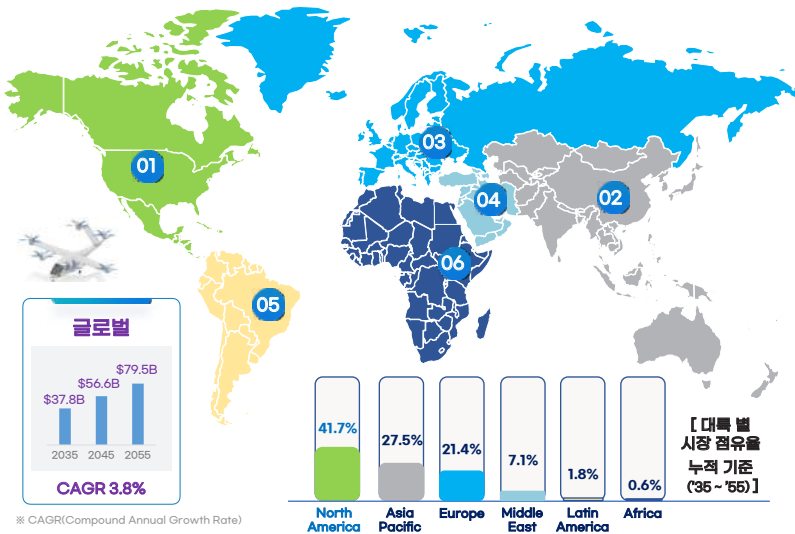 01
03
04
02
05
06
글로벌
$79.5B
$56.6B
$37.8B
2035 2045 2055
CAGR 3.8%
※ CAGR(Compound Annual Growth Rate)
41.7%
27.5%
21.4%
7.1%
1.8%
0.6%
North
America
Asia
Pacific
Europe
Middle
East
Latin
America
Africa
[ 대륙 별
시장 점유율
누적 기준
('35 ~ '55) ]